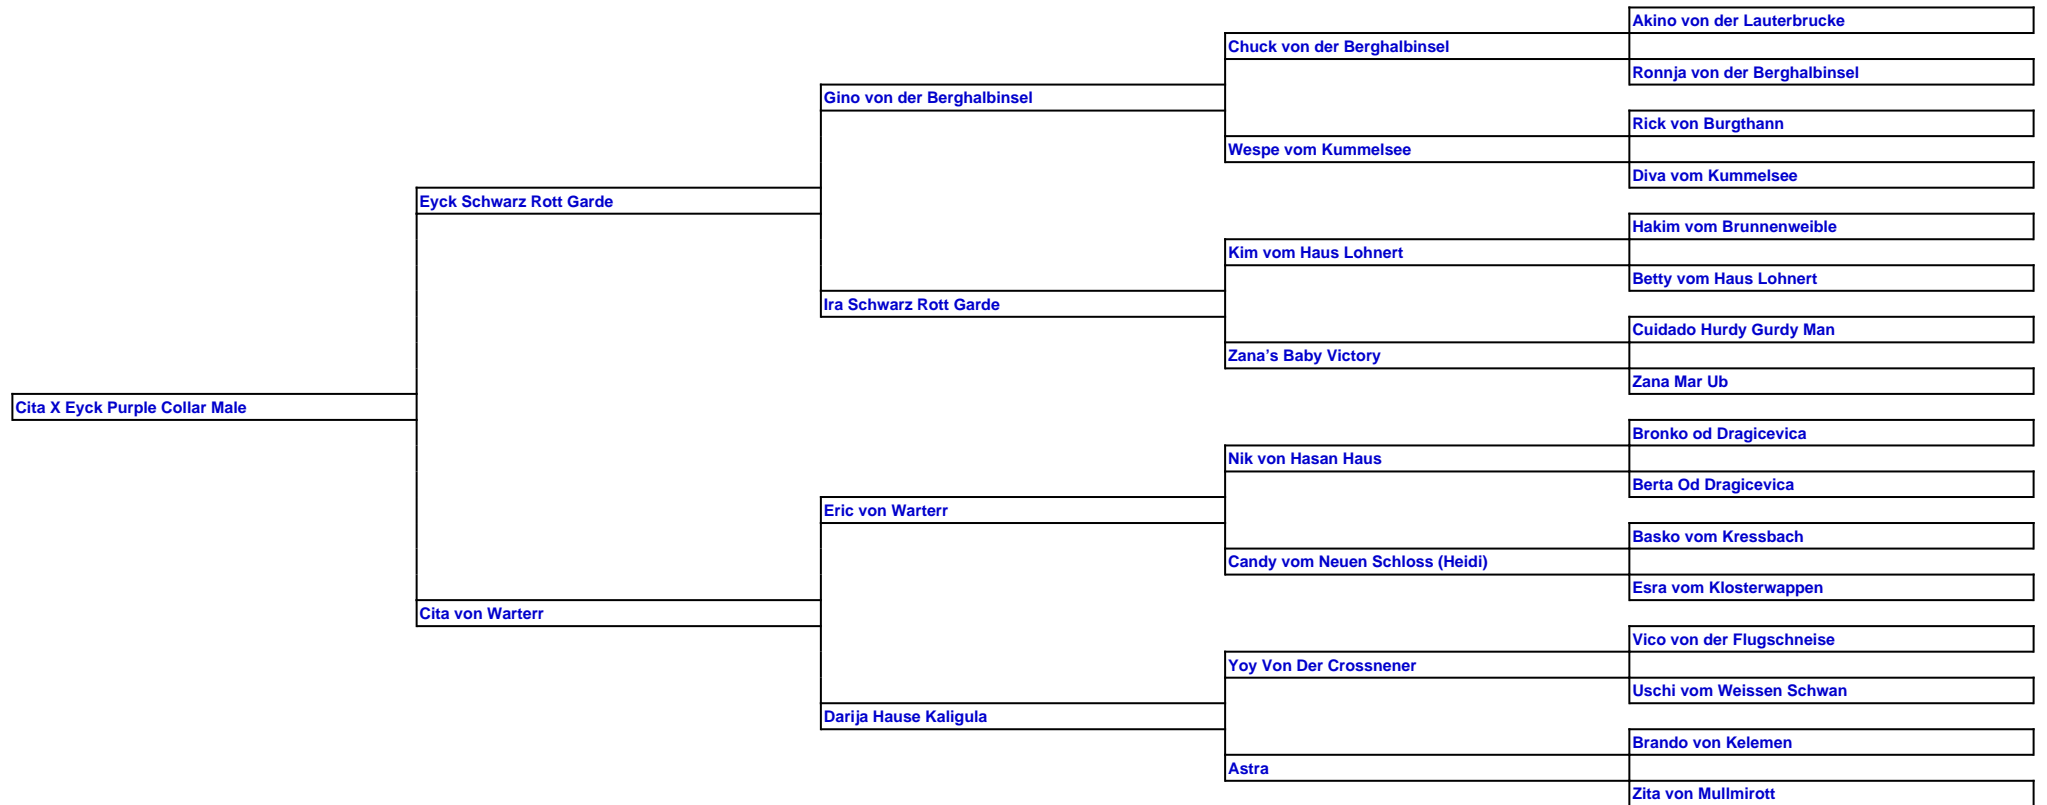 Akino von der Lauterbrucke
Chuck von der Berghalbinsel
Ronnja von der Berghalbinsel
Gino von der Berghalbinsel
Rick von Burgthann
Wespe vom Kummelsee
Diva vom Kummelsee
Eyck Schwarz Rott Garde
Hakim vom Brunnenweible
Kim vom Haus Lohnert
Betty vom Haus Lohnert
Ira Schwarz Rott Garde
Cuidado Hurdy Gurdy Man
Zana’s Baby Victory
Zana Mar Ub
Cita X Eyck Purple Collar Male
Bronko od Dragicevica
Nik von Hasan Haus
Berta Od Dragicevica
Eric von Warterr
Basko vom Kressbach
Candy vom Neuen Schloss (Heidi)
Esra vom Klosterwappen
Cita von Warterr
Vico von der Flugschneise
Yoy Von Der Crossnener
Uschi vom Weissen Schwan
Darija Hause Kaligula
Brando von Kelemen
Astra
Zita von Mullmirott